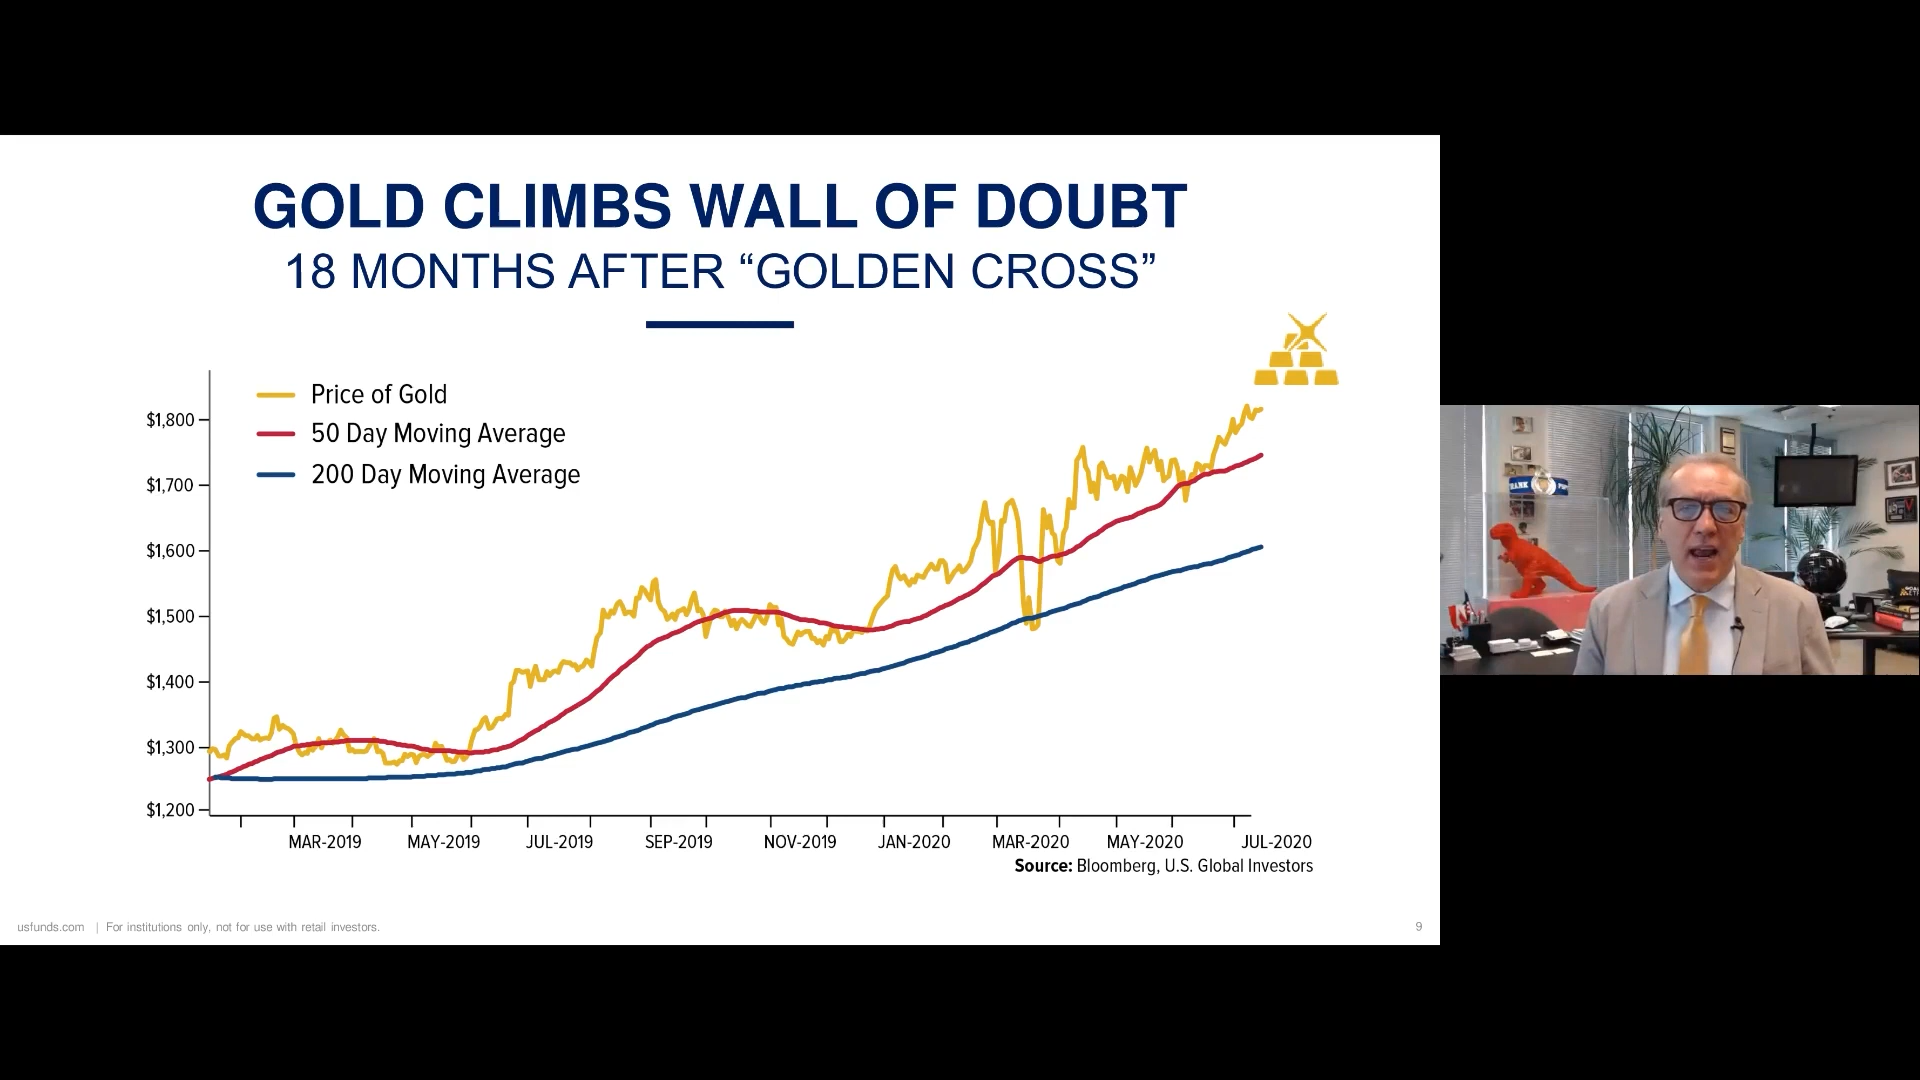 GOLD CLIMBS WALL OF DOUBT
18 MONTHS AFTER “GOLDEN CROSS”
Price of Gold
50 Day Moving Average
200 Day Moving Average
$1,800
$1,700
$1,600
$1,500
$1,400
$1,300
$1,200
MAR-2019 MAY-2019 JUL-2019 SEP-2019 NOV-2019 JAN-2020 MAR-2020 MAY-2020 JUL-2020
Source: Bloomberg, U.S. Global Investors
usfunds.com | For institutions only, not for use with retail investors.
9